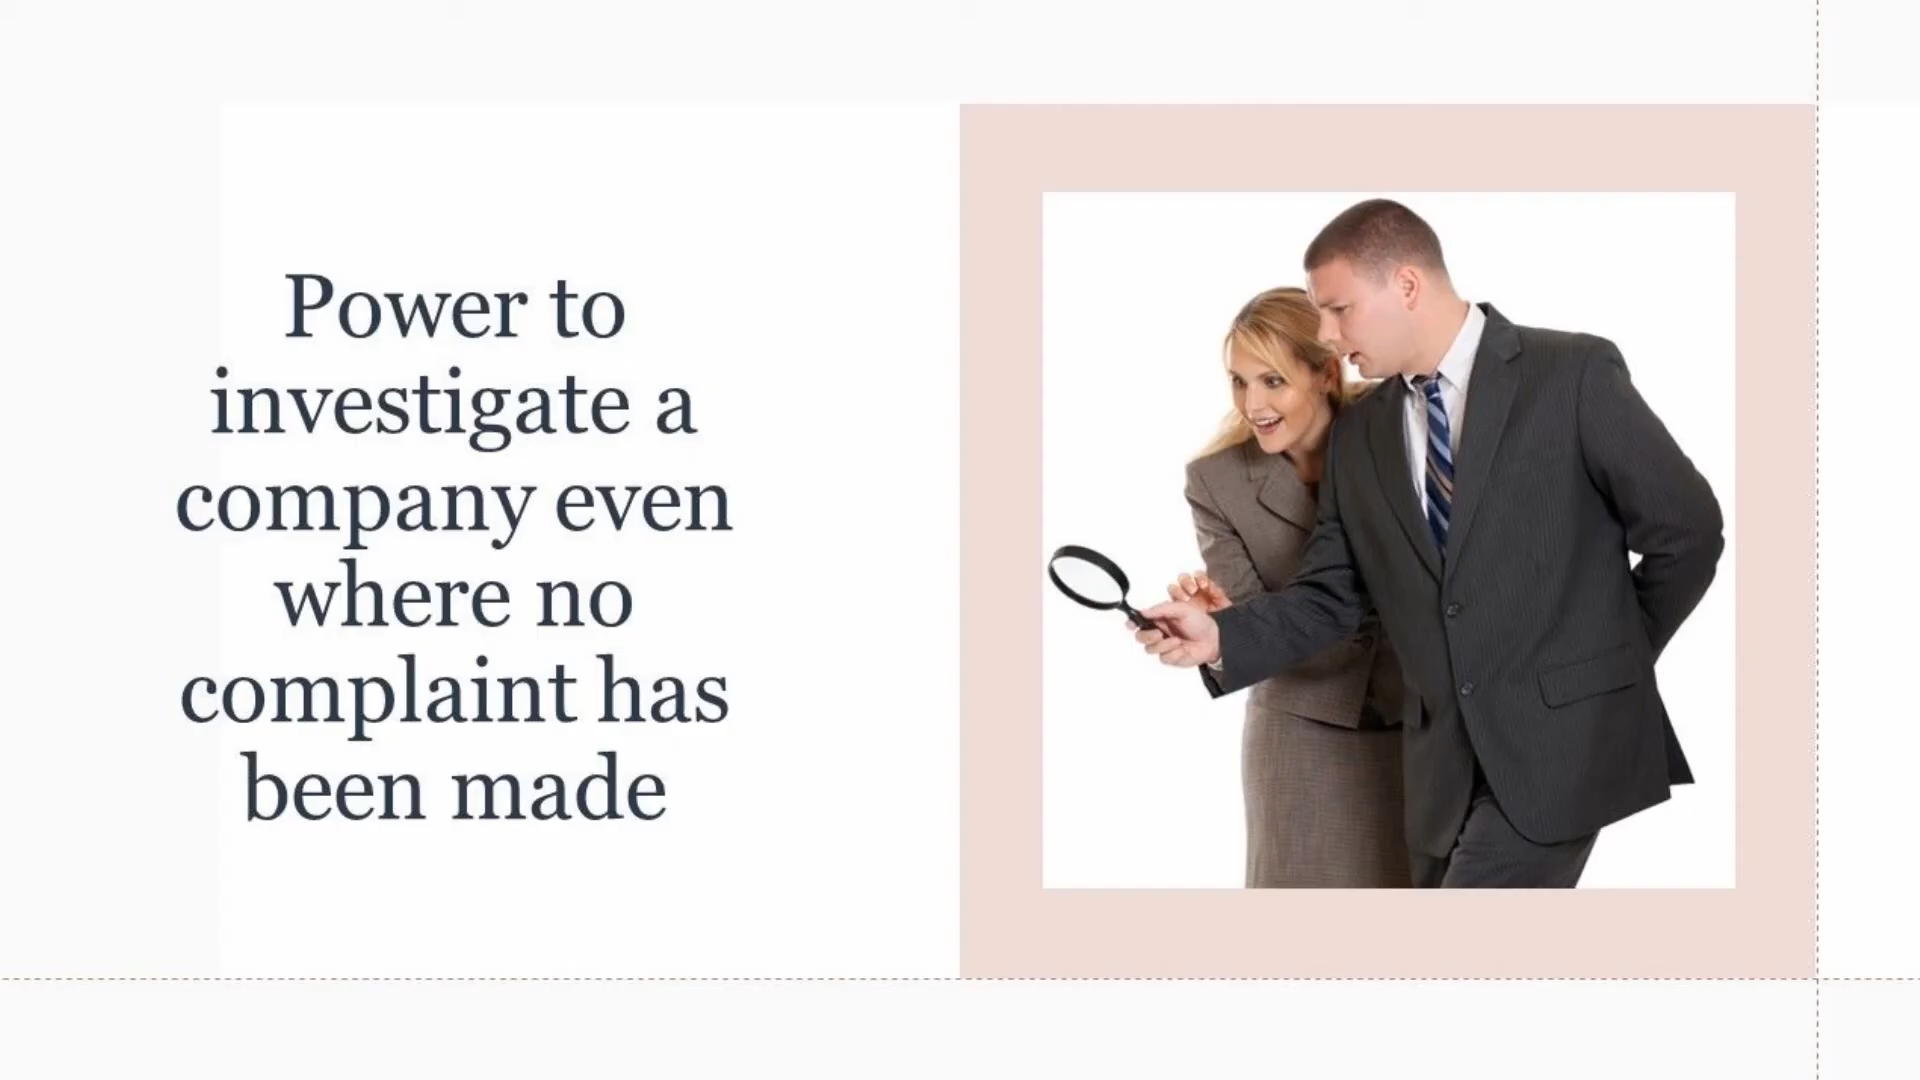 Power to
investigate a
company even
where no
complaint has
been made